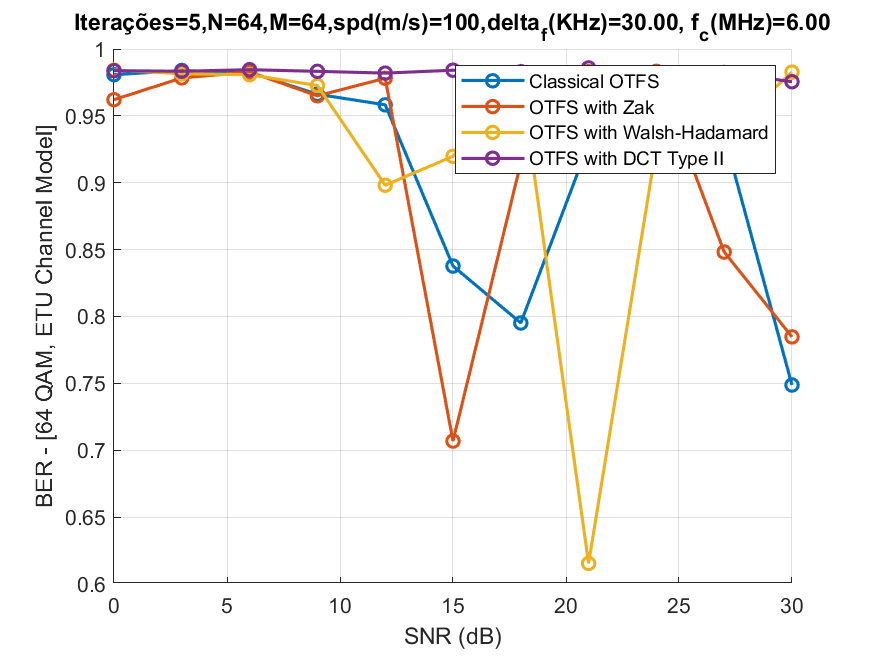 Iterações=5,N=64,M=64,spd(m/s)=100,delta_f(KHz)=30.00, f_c(MHz)=6.00
1
0.95
0.9
0.85
0.8
0.75
0.7
0.65
0.6
BER - [64 QAM, ETU Channel Model]
Classical OTFS
OTFS with Zak
OTFS with Walsh-Hadamard
OTFS with DCT Type II
0 5 10 15 20 25 30
SNR (dB)